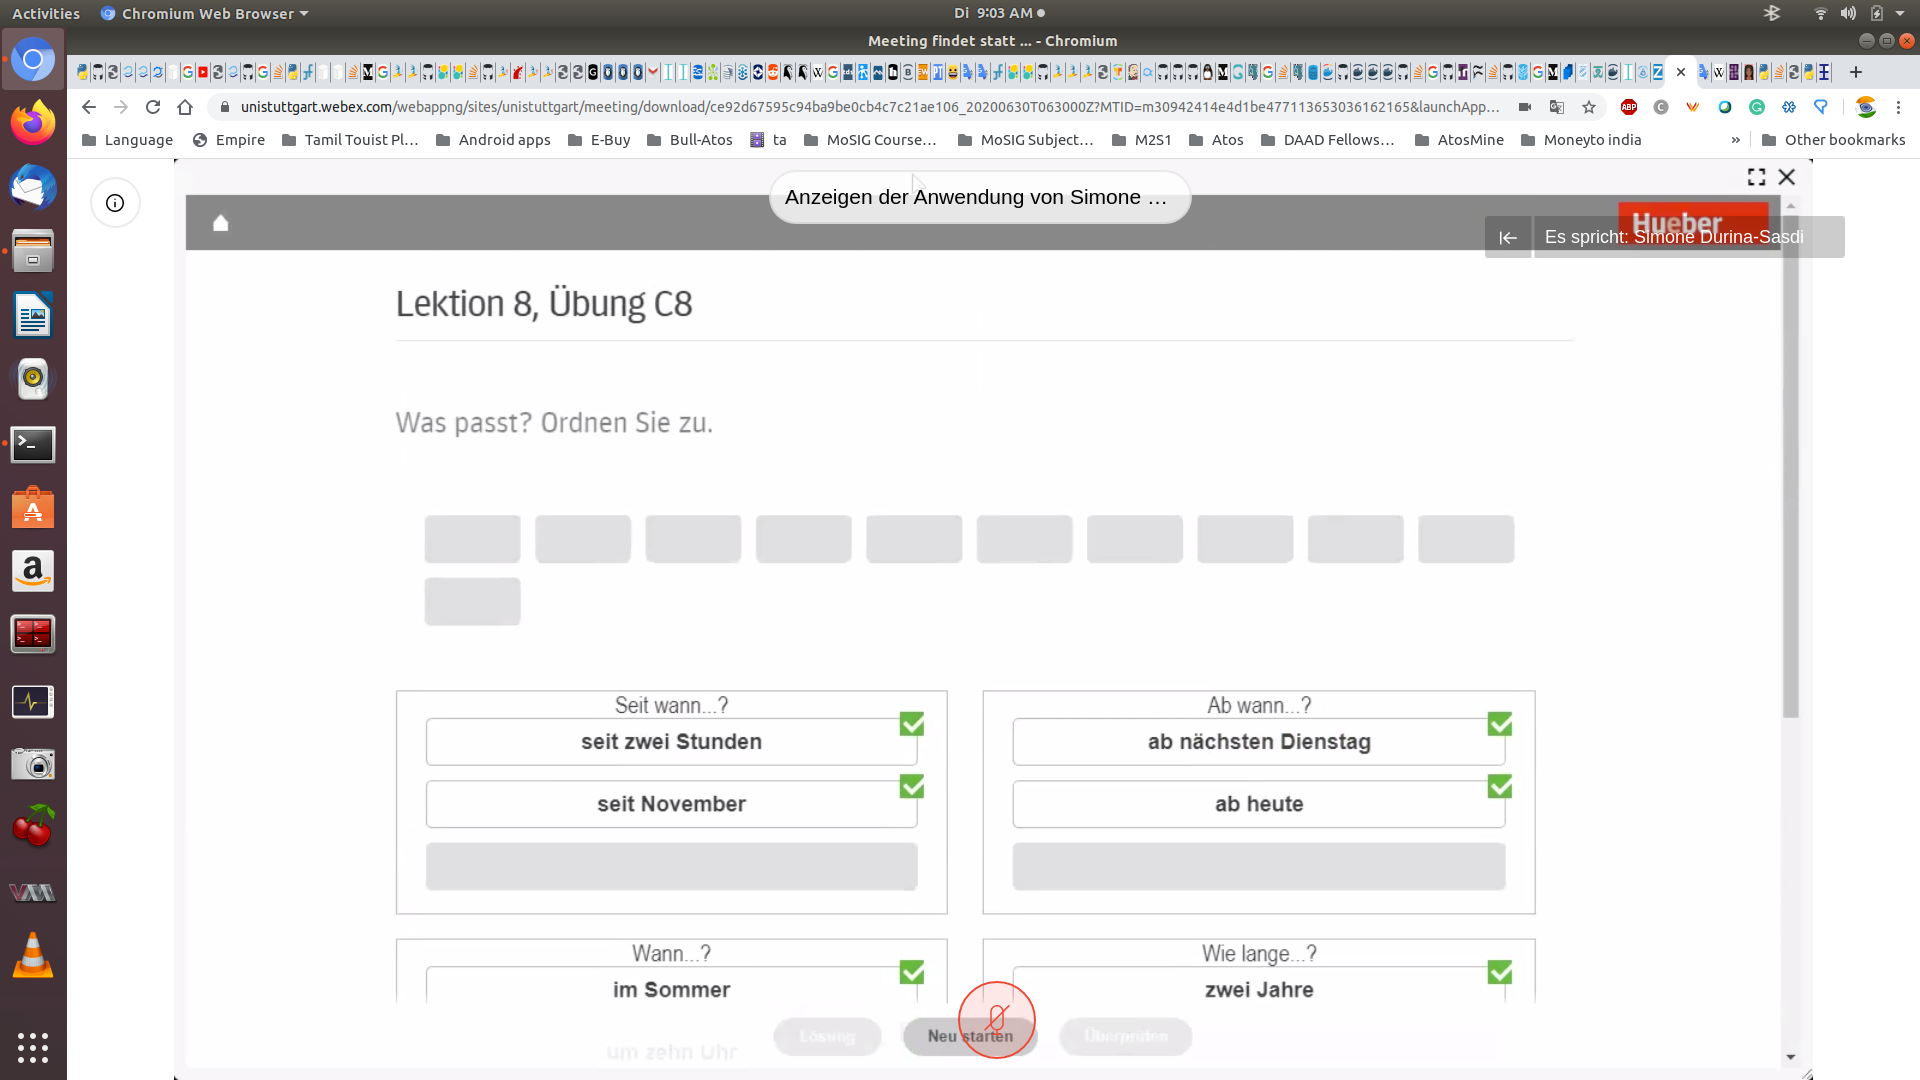 Activities
Chromium Web Browser
Di 9:03 AM
Meeting findet statt ... - Chromium
unistuttgart.webex.com/webappng/sites/unistuttgart/meeting/download/ce92d67595c94ba9be0cb4c7c21ae106_20200630T063000Z?MTID=m30942414e4d1be477113653036162165&launchApp...
Language
Empire
Tamil Touist Pl...
Android apps
E-Buy
Bull-Atos
ta
MoSIG Course...
MoSIG Subject...
M2S1
Atos
DAAD Fellows...
AtosMine
Moneyto india
»
Other bookmarks
Anzeigen der Anwendung von Simone ...
Hueber
Es spricht: Simone Durina-Sasdi
Lektion 8, Übung C8
Was passt? Ordnen Sie zu.
Seit wann...?
seit zwei Stunden
seit November
Ab wann...?
ab nächsten Dienstag
ab heute
Wann...?
im Sommer
um zehn Uhr
Wie lange...?
zwei Jahre
Lösung
Neu starten
Überprüfen